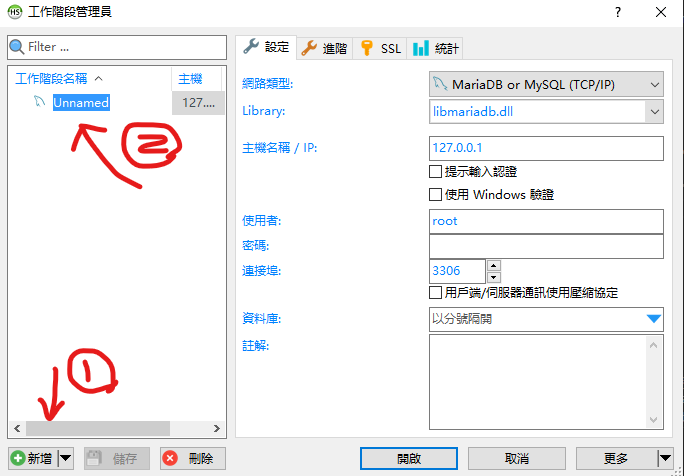 HS 工作階段管理員 ?
Filter ...
工作階段名稱 主機
Unnamed 127....
2
1
新增 儲存 刪除
設定 進階 SSL 統計
網路類型: MariaDB or MySQL (TCP/IP)
Library: libmariadb.dll
主機名稱 / IP: 127.0.0.1
提示輸入認證
使用 Windows 驗證
使用者: root
密碼:
連接埠: 3306
用戶端/伺服器通訊使用壓縮協定
資料庫: 以分號隔開
註解:
開啟 取消 更多